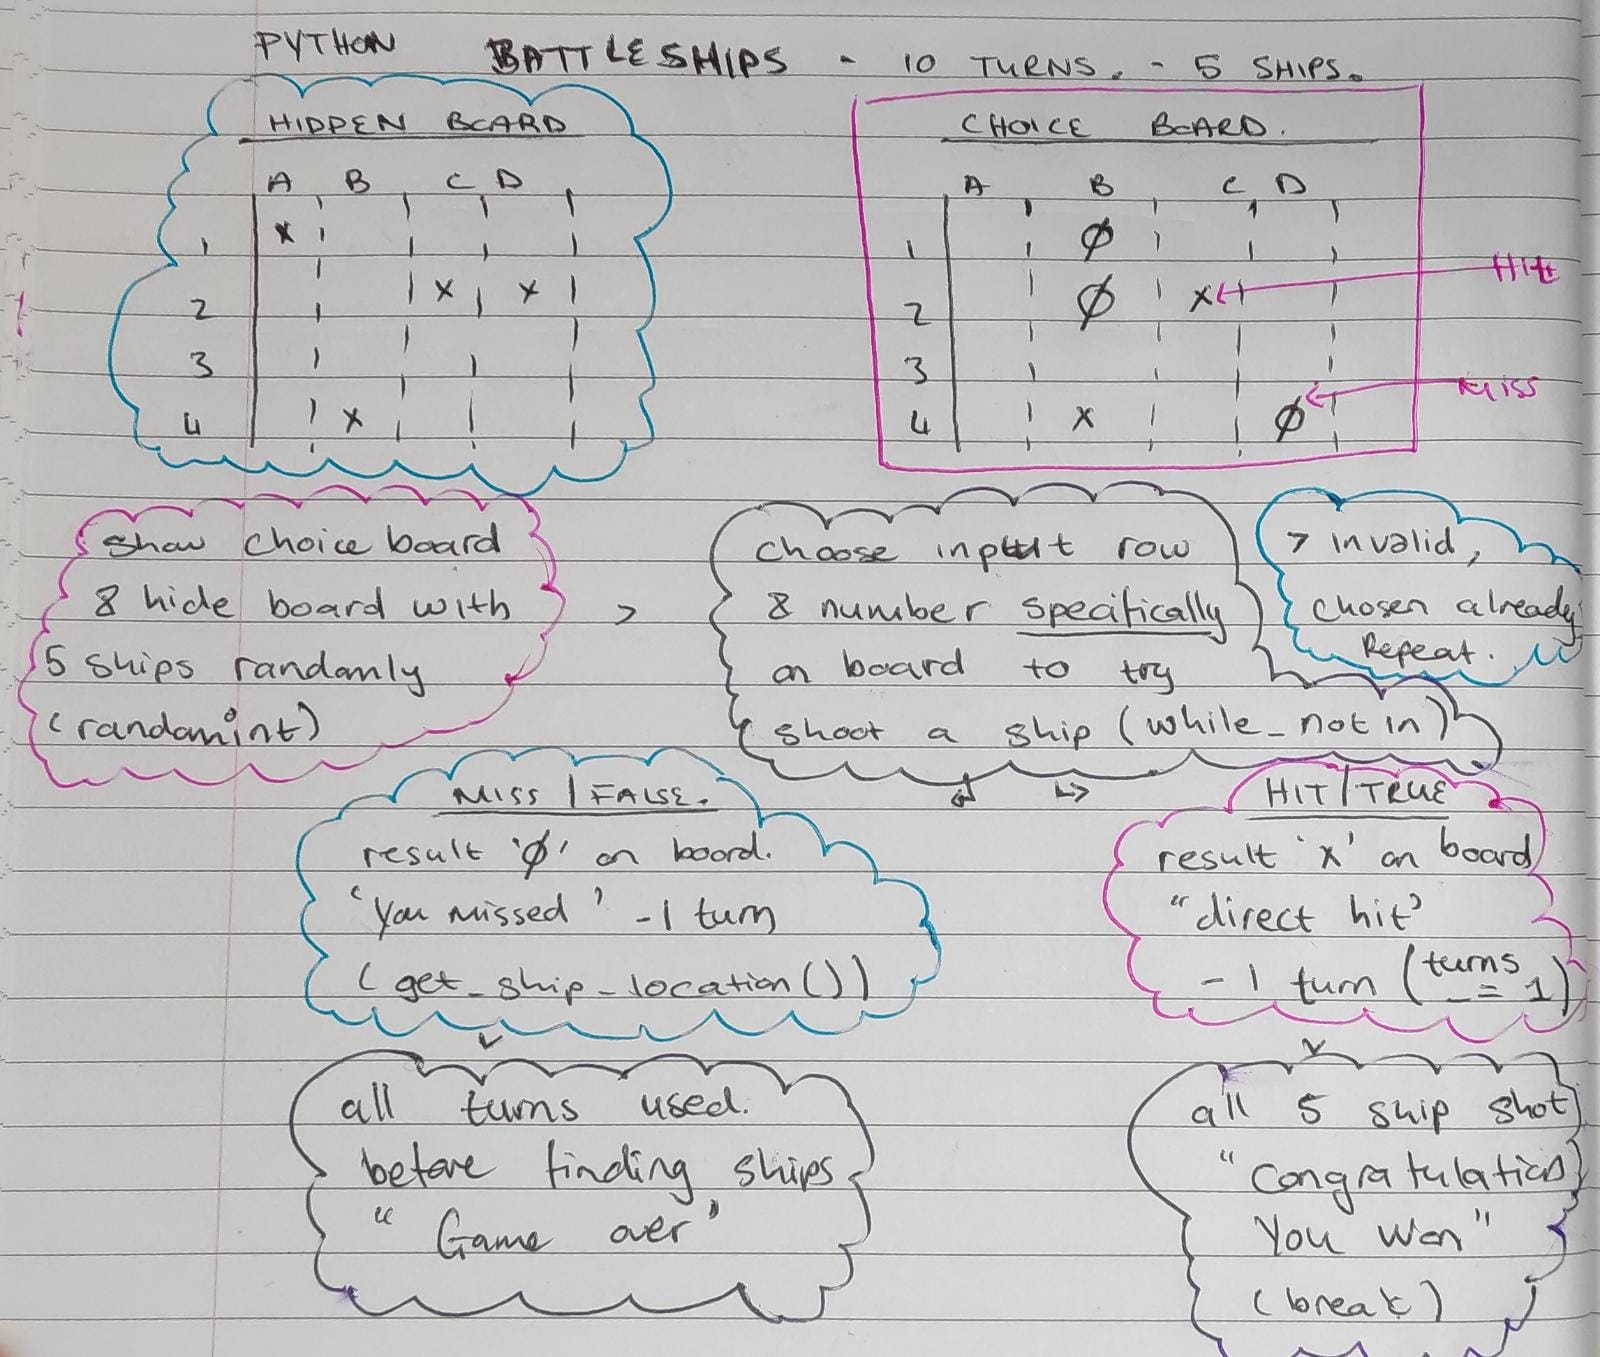 PYTHON BATTLESHIPS - 10 TURNS. - 5 SHIPS.
HIDDEN BOARD
A B C D
1 x
2 x x
3
4 x
CHOICE BOARD.
A B C D
1 Ø
2 Ø x
3
4 x Ø
Hit
Miss
show choice board
& hide board with
5 ships randomly
(randomint)
>
choose input row
& number specifically
on board to try
shoot a ship (while_not in)
> invalid,
chosen already
Repeat.
MISS / FALSE.
result 'Ø' on board.
'You missed' -1 turn
(get_ship_location())
HIT/TRUE
result 'x' on board
"direct hit'
- 1 turn (turns
-= 1)
all turns used.
before finding ships
"Game over'
all 5 ship shot
"congratulations
You won"
(break)